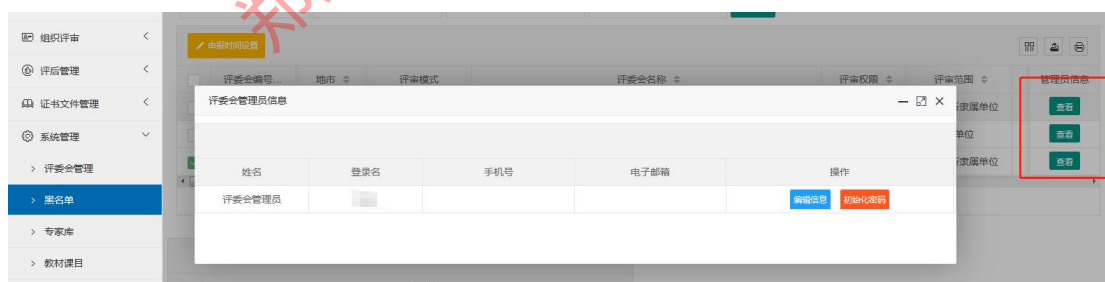 组织评审
评后管理
证书文件管理
系统管理
评委会管理
黑名单
专家库
教材课目
申报时间设置
评委会编号... 地市 评审模式 评委会名称 评审权限 评审范围 管理员信息
隶属单位 查看
单位 查看
隶属单位 查看
评委会管理员信息
姓名 登录名 手机号 电子邮箱 操作
评委会管理员 编辑信息 初始化密码